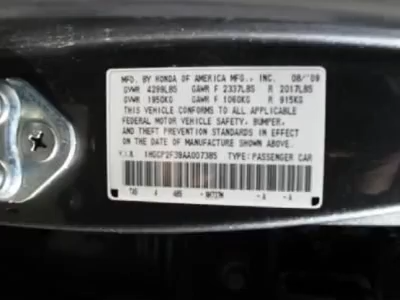 MFD. BY HONDA OF AMERICA MFG., INC. 08/'09
GVWR 4299LBS GAWR F 2337LBS R 2017LBS
GVWR 1950KG GAWR F 1060KG R 915KG
THIS VEHICLE CONFORMS TO ALL APPLICABLE
FEDERAL MOTOR VEHICLE SAFETY, BUMPER,
AND THEFT PREVENTION STANDARDS IN EFFECT
ON THE DATE OF MANUFACTURE SHOWN ABOVE.
V.I.N. 1HGCP2F39AA007385 TYPE: PASSENGER CAR
A - A - A